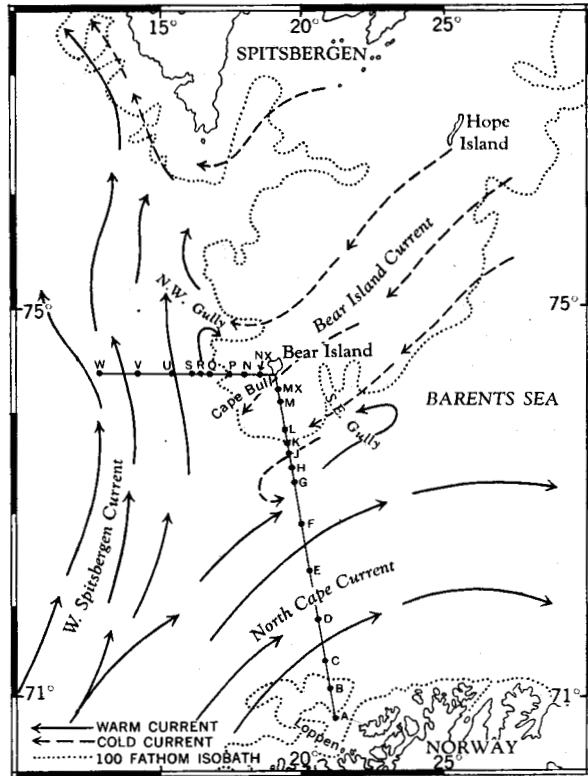 15° 20° 25°
SPITSBERGEN
Hope
Island
Bear Island Current
N.W. Gully
75° 75°
NX
Bear Island
W V U S R Q P N
Cape Bull
MX
M
S.E. Gully
BARENTS SEA
L
K
J
H
G
F
E
W. Spitsbergen Current
North Cape Current
D
C
71° 71°
B
A
Loppen
WARM CURRENT
COLD CURRENT
NORWAY
100 FATHOM ISOBATH
20° 25°